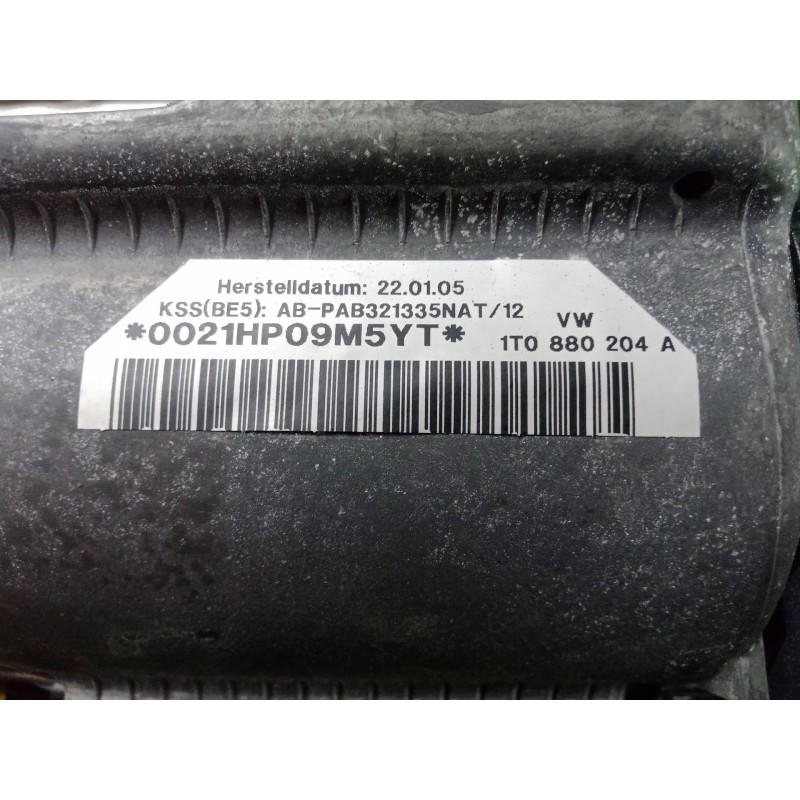 Herstelldatum: 22.01.05
KSS(BE5): AB-PAB321335NAT/12
*0021HP09M5YT*
VW
1T0 880 204 A